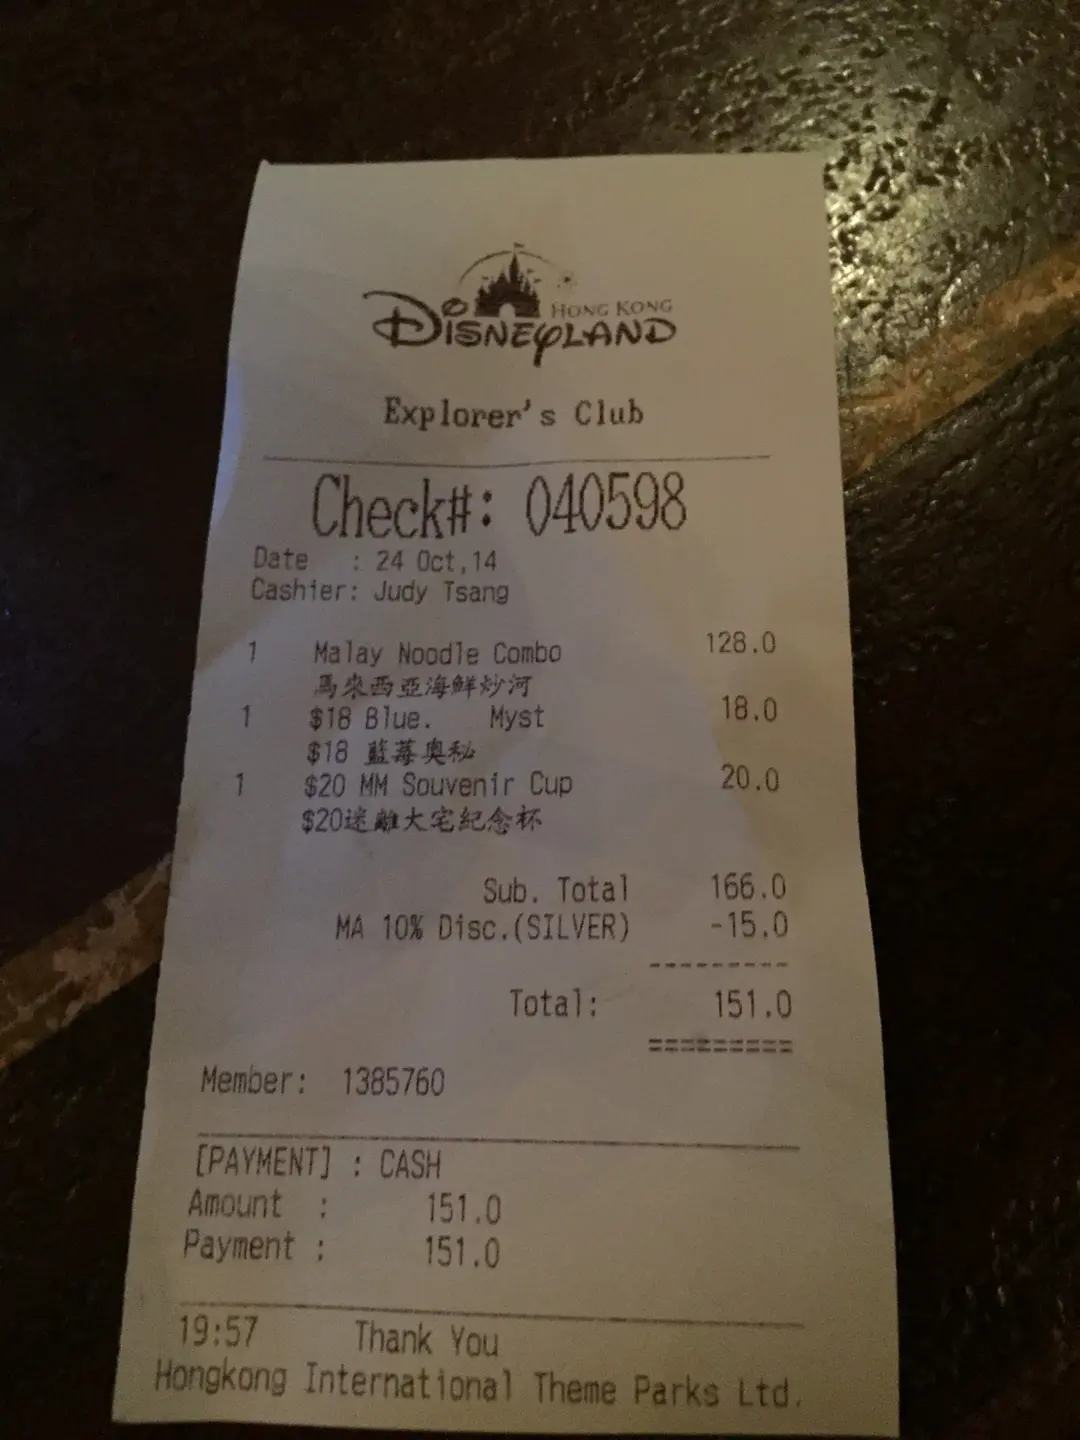 HONG KONG
DISNEYLAND
Explorer's Club
Check#: 040598
Date : 24 Oct,14
Cashier: Judy Tsang
1 Malay Noodle Combo 128.0
馬來西亞海鮮炒河
1 $18 Blue. Myst 18.0
$18 藍莓奧秘
1 $20 MM Souvenir Cup 20.0
$20迷離大宅紀念杯
Sub. Total 166.0
MA 10% Disc.(SILVER) -15.0
---------
Total: 151.0
=========
Member: 1385760
[PAYMENT] : CASH
Amount : 151.0
Payment : 151.0
19:57 Thank You
Hongkong International Theme Parks Ltd.